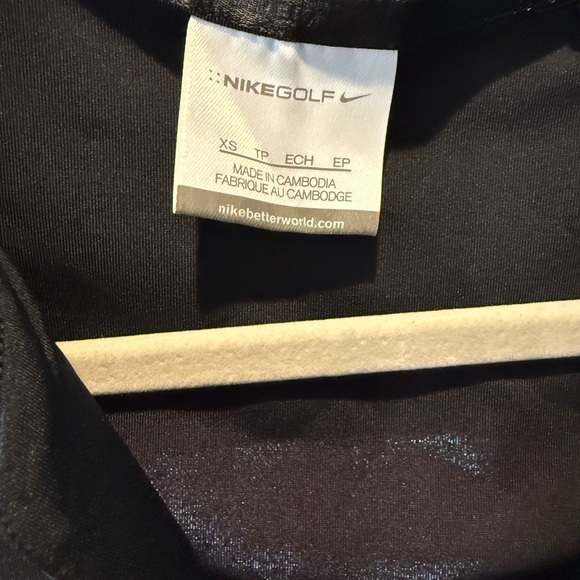 NIKEGOLF
XS TP ECH EP
MADE IN CAMBODIA
FABRIQUE AU CAMBODGE
nikebetterworld.com